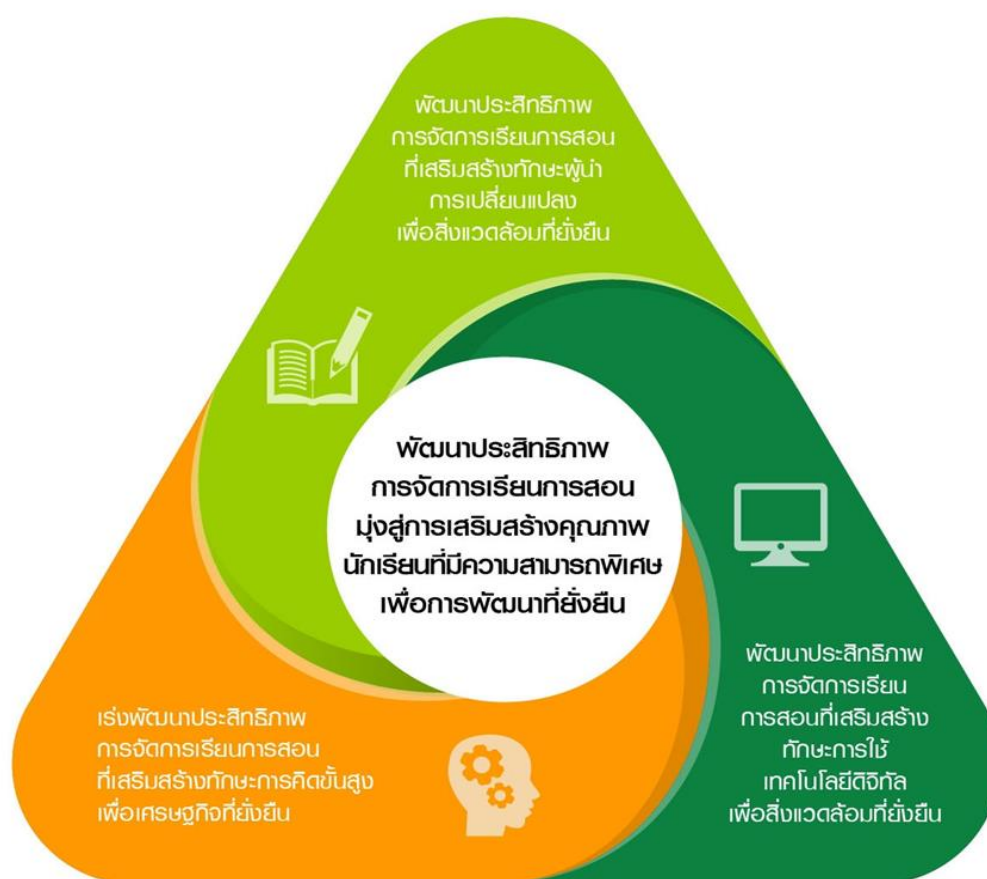 พัฒนาประสิทธิภาพ
การจัดการเรียนการสอน
ที่เสริมสร้างทักษะผู้นำ
การเปลี่ยนแปลง
เพื่อสิ่งแวดล้อมที่ยั่งยืน
พัฒนาประสิทธิภาพ
การจัดการเรียนการสอน
มุ่งสู่การเสริมสร้างคุณภาพ
นักเรียนที่มีความสามารถพิเศษ
เพื่อการพัฒนาที่ยั่งยืน
เร่งพัฒนาประสิทธิภาพ
การจัดการเรียนการสอน
ที่เสริมสร้างทักษะการคิดขั้นสูง
เพื่อเศรษฐกิจที่ยั่งยืน
พัฒนาประสิทธิภาพ
การจัดการเรียน
การสอนที่เสริมสร้าง
ทักษะการใช้
เทคโนโลยีดิจิทัล
เพื่อสิ่งแวดล้อมที่ยั่งยืน